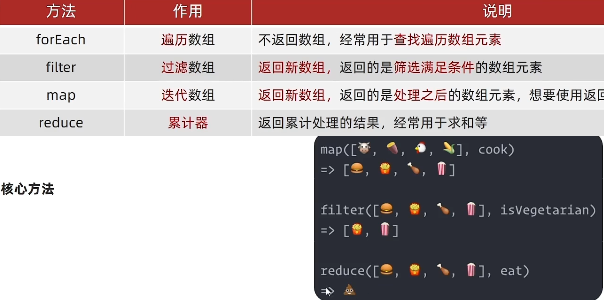 方法 作用 说明
forEach 遍历数组 不返回数组，经常用于查找遍历数组元素
filter 过滤数组 返回新数组，返回的是筛选满足条件的数组元素
map 迭代数组 返回新数组，返回的是处理之后的数组元素，想要使用返回
reduce 累计器 返回累计处理的结果，经常用于求和等
map([🐮, 🍠, 🐔, 🌽], cook)
=> [🍔, 🍟, 🍗, 🍿]
核心方法
filter([🍔, 🍟, 🍗, 🍿], isVegetarian)
=> [🍟, 🍿]
reduce([🍔, 🍟, 🍗, 🍿], eat)
=> 💩